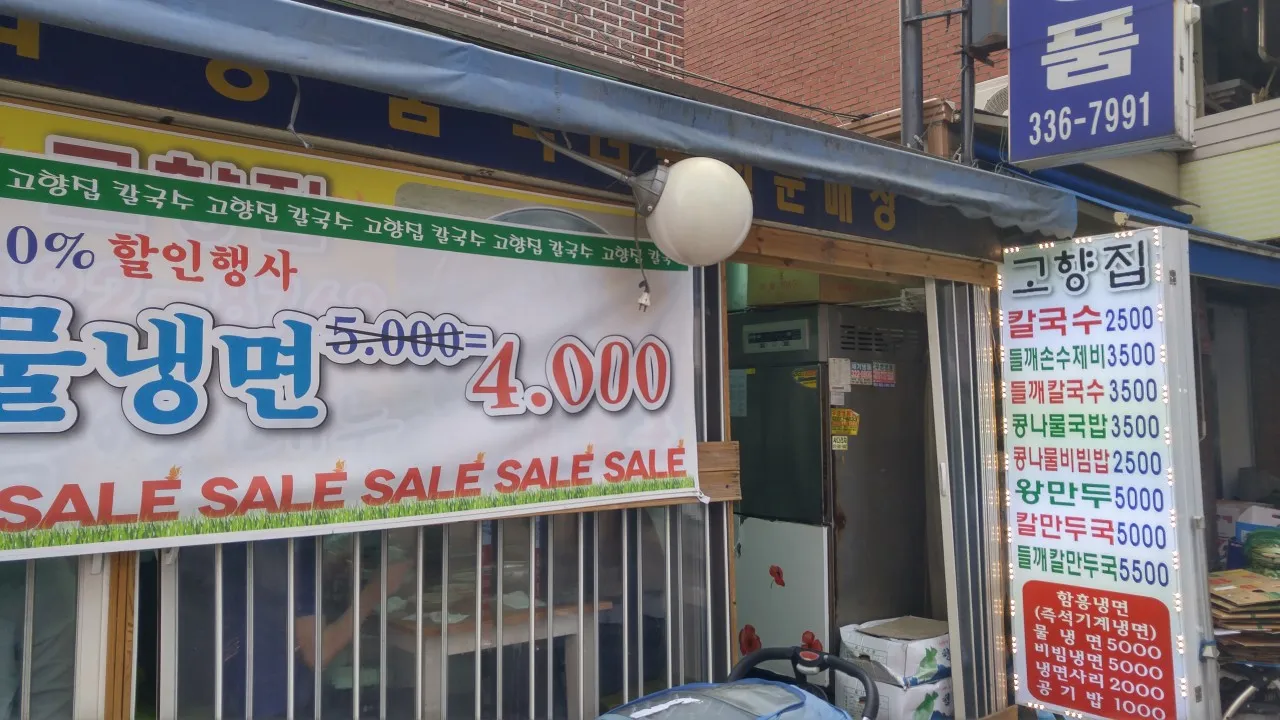 품
336-7991
고향집 칼국수 고향집 칼국수 고향집 칼국수 고향집 칼국수
0% 할인행사
물냉면 5.000=4.000
SALE SALE SALE SALE SALE
고향집
칼국수 2500
들깨손수제비 3500
들깨칼국수 3500
콩나물국밥 3500
콩나물비빔밥 2500
왕만두 5000
칼만두국 5000
들깨칼만두국 5500
함흥냉면
(즉석기계냉면)
물냉면 5000
비빔냉면 5000
냉면사리 2000
공기밥 1000